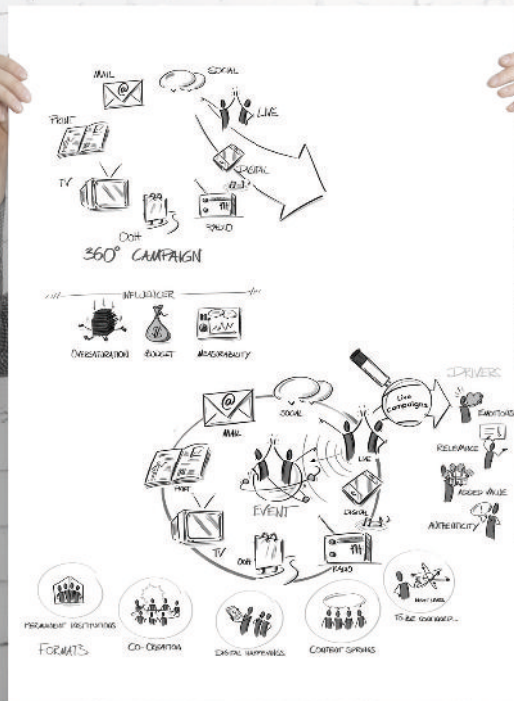 MAIL
SOCIAL
LIVE
PRINT
DIGITAL
TV
RADIO
OOH
360° CAMPAIGN
INFLUENCER
OVERSATURATION
BUDGET
MEASURABILITY
DRIVERS
Live
Campaigns
EMOTIONS
SOCIAL
MAIL
RELEVANCE
LIVE
PRINT
ADDED VALUE
EVENT
DIGITAL
AUTHENTICITY
TV
OOH
RADIO
PERMANENT INSTITUTIONS
CO-CREATION
DIGITAL HAPPENINGS
CONTENT SPRINGS
TO BE CONTINUED...
FORMATS